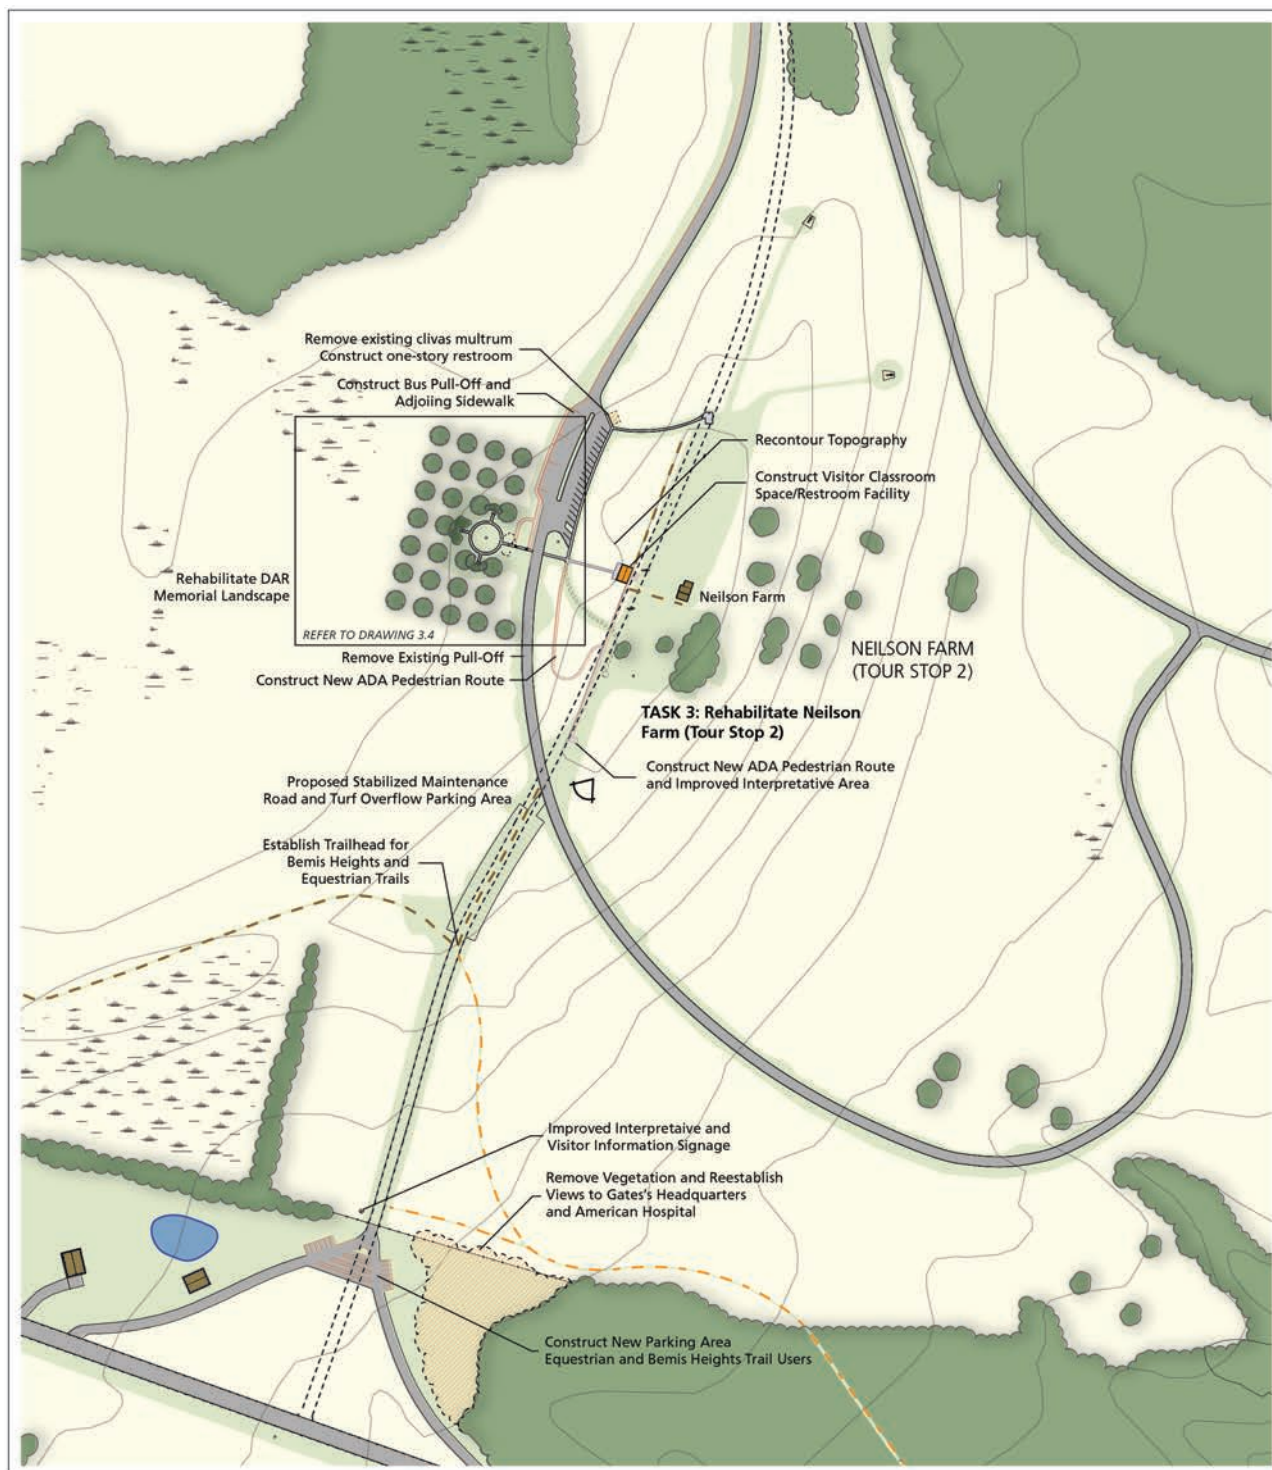 Remove existing clivas multrum
Construct one-story restroom
Construct Bus Pull-Off and
Adjoiing Sidewalk
Recontour Topography
Construct Visitor Classroom
Space/Restroom Facility
Rehabilitate DAR
Memorial Landscape
Neilson Farm
REFER TO DRAWING 3.4
Remove Existing Pull-Off
Construct New ADA Pedestrian Route
NEILSON FARM
(TOUR STOP 2)
TASK 3: Rehabilitate Neilson
Farm (Tour Stop 2)
Construct New ADA Pedestrian Route
and Improved Interpretative Area
Proposed Stabilized Maintenance
Road and Turf Overflow Parking Area
Establish Trailhead for
Bemis Heights and
Equestrian Trails
Improved Interpretaive and
Visitor Information Signage
Remove Vegetation and Reestablish
Views to Gates's Headquarters
and American Hospital
Construct New Parking Area
Equestrian and Bemis Heights Trail Users